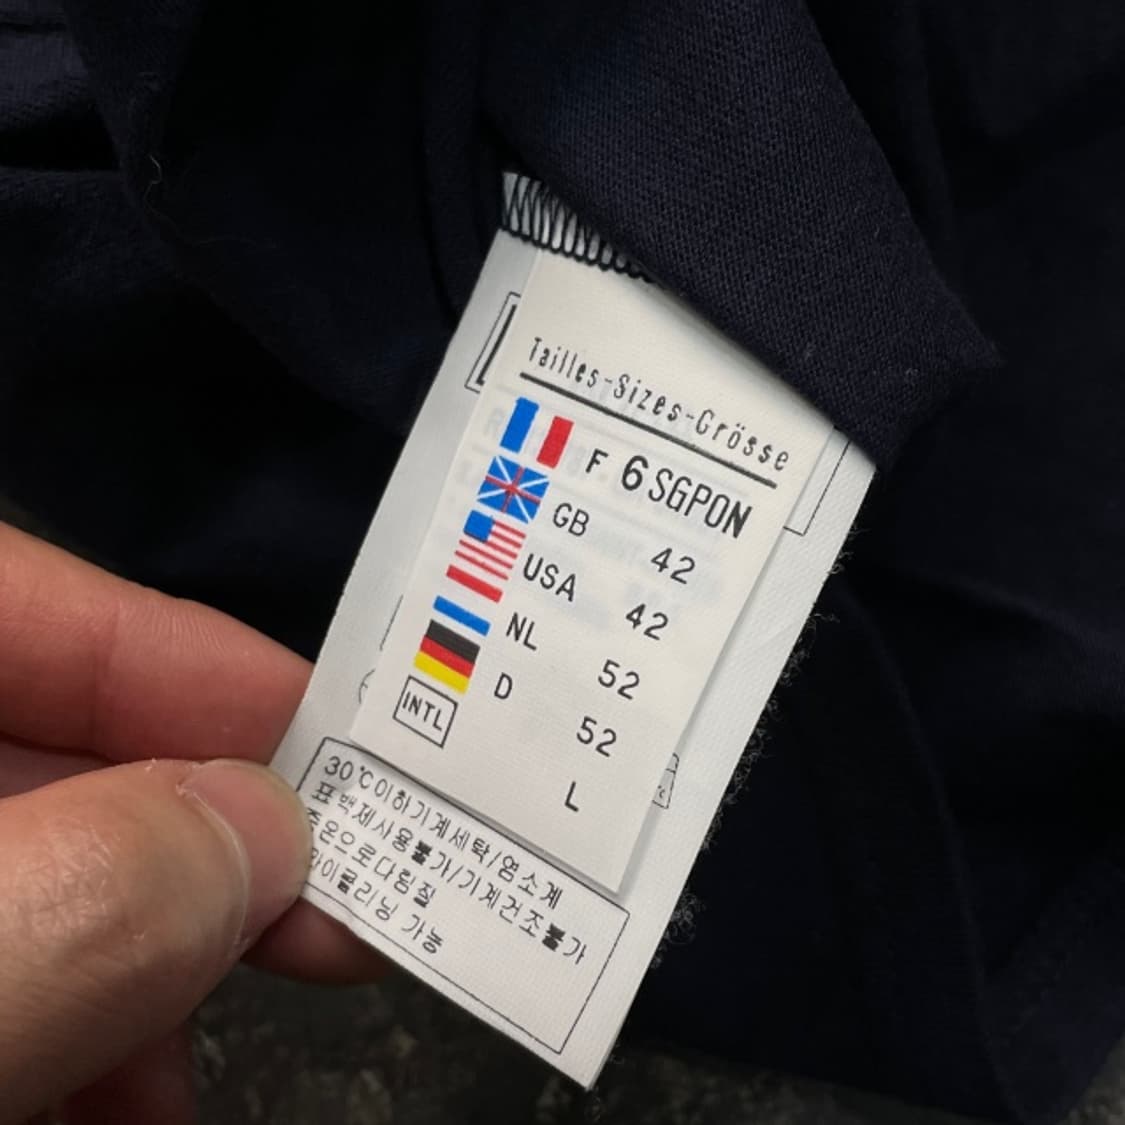 Tailles-Sizes-Grösse
F 6 SGPON
GB 42
USA 42
NL 52
D 52
INTL L
30℃이하기계세탁/염소계
표백제사용불가/기계건조불가
중온으로다림질
라이클리닝 가능